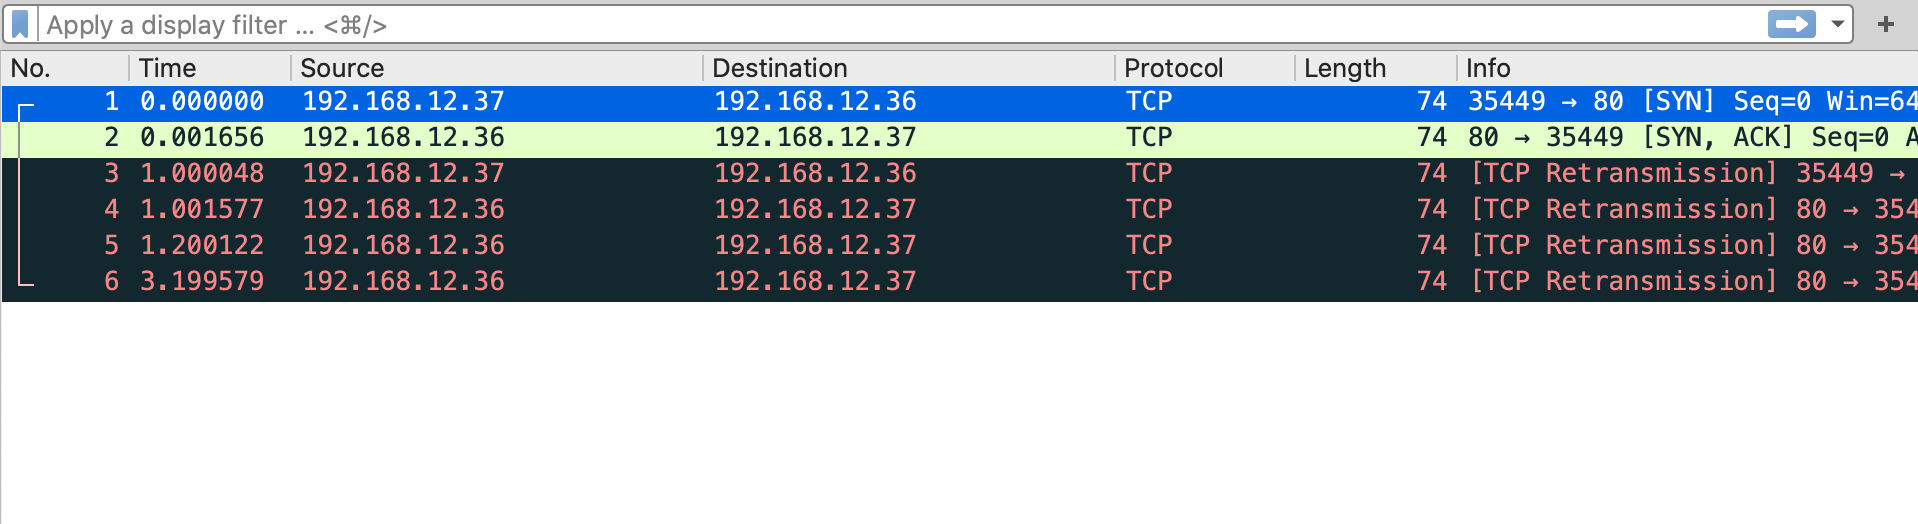 Apply a display filter ... <⌘/>
No. Time Source Destination Protocol Length Info
1 0.000000 192.168.12.37 192.168.12.36 TCP 74 35449 → 80 [SYN] Seq=0 Win=64
2 0.001656 192.168.12.36 192.168.12.37 TCP 74 80 → 35449 [SYN, ACK] Seq=0 A
3 1.000048 192.168.12.37 192.168.12.36 TCP 74 [TCP Retransmission] 35449 →
4 1.001577 192.168.12.36 192.168.12.37 TCP 74 [TCP Retransmission] 80 → 354
5 1.200122 192.168.12.36 192.168.12.37 TCP 74 [TCP Retransmission] 80 → 354
6 3.199579 192.168.12.36 192.168.12.37 TCP 74 [TCP Retransmission] 80 → 354